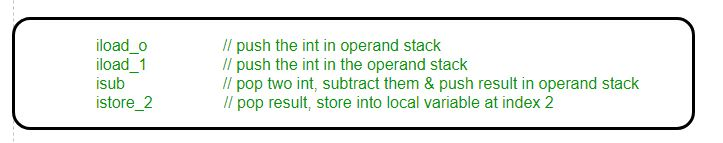 iload_o // push the int in operand stack
iload_1 // push the int in the operand stack
isub // pop two int, subtract them & push result in operand stack
istore_2 // pop result, store into local variable at index 2